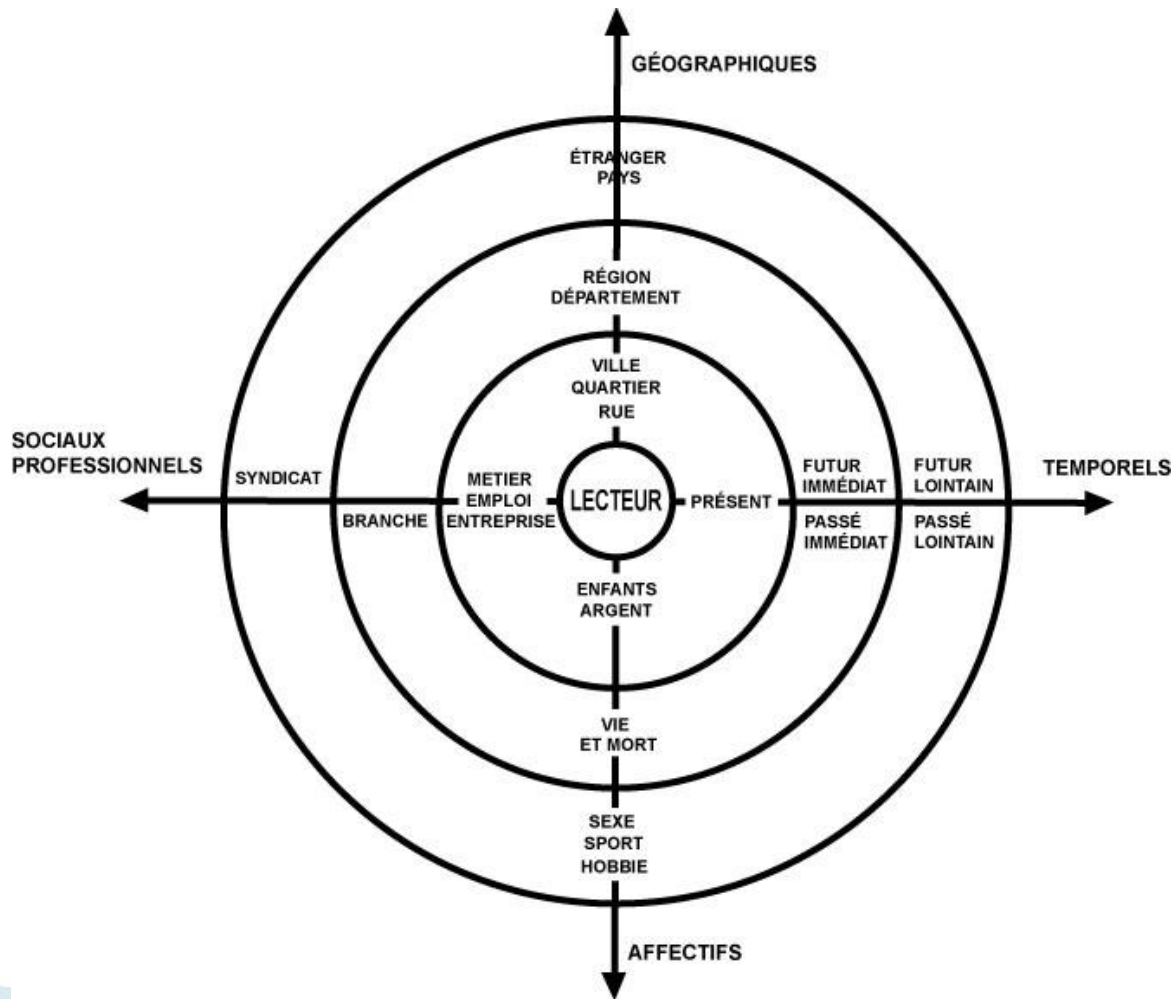 GÉOGRAPHIQUES
ÉTRANGER
PAYS
RÉGION
DÉPARTEMENT
VILLE
QUARTIER
RUE
SOCIAUX
PROFESSIONNELS
SYNDICAT
BRANCHE
METIER
EMPLOI
ENTREPRISE
LECTEUR
PRÉSENT
FUTUR
IMMÉDIAT
PASSÉ
IMMÉDIAT
FUTUR
LOINTAIN
PASSÉ
LOINTAIN
TEMPORELS
ENFANTS
ARGENT
VIE
ET MORT
SEXE
SPORT
HOBBIE
AFFECTIFS